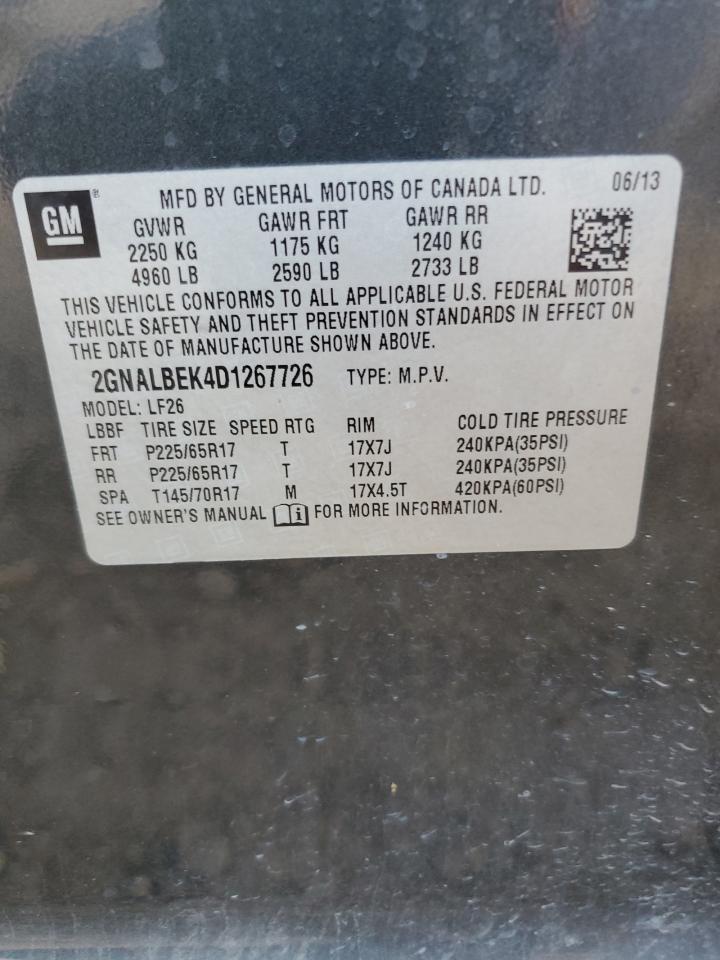 GM ® MFD BY GENERAL MOTORS OF CANADA LTD. 06/13
GVWR GAWR FRT GAWR RR
2250 KG 1175 KG 1240 KG
4960 LB 2590 LB 2733 LB
THIS VEHICLE CONFORMS TO ALL APPLICABLE U.S. FEDERAL MOTOR
VEHICLE SAFETY AND THEFT PREVENTION STANDARDS IN EFFECT ON
THE DATE OF MANUFACTURE SHOWN ABOVE.
2GNALBEK4D1267726 TYPE: M.P.V.
MODEL: LF26
LBBF TIRE SIZE SPEED RTG RIM COLD TIRE PRESSURE
FRT P225/65R17 T 17X7J 240KPA(35PSI)
RR P225/65R17 T 17X7J 240KPA(35PSI)
SPA T145/70R17 M 17X4.5T 420KPA(60PSI)
SEE OWNER'S MANUAL i FOR MORE INFORMATION.